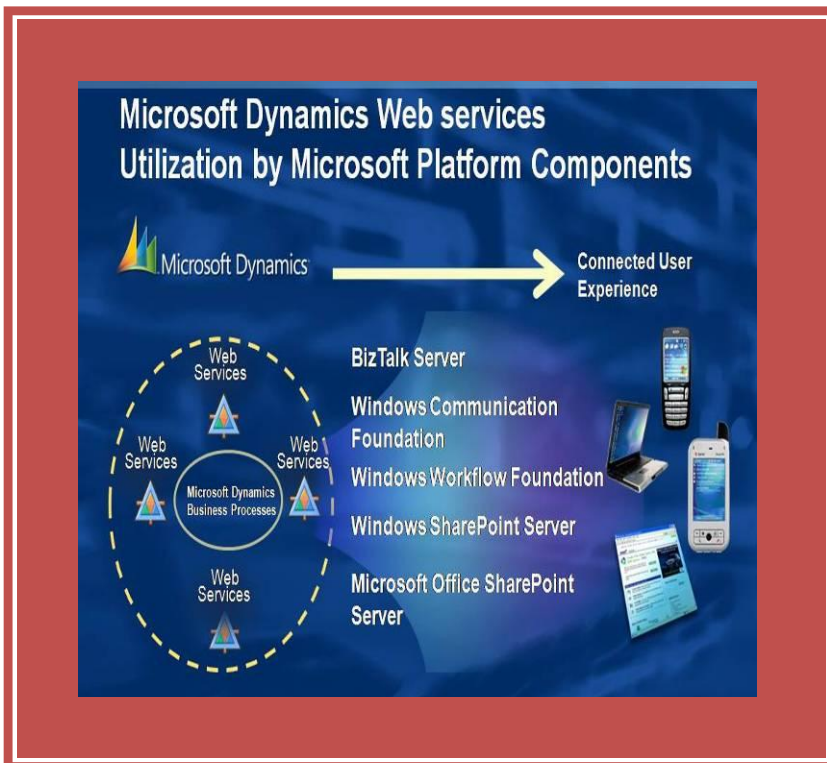 Microsoft Dynamics Web services
Utilization by Microsoft Platform Components
Microsoft Dynamics
Connected User
Experience
Web
Services
Web
Services
Web
Services
Microsoft Dynamics
Business Processes
Web
Services
BizTalk Server
Windows Communication
Foundation
Windows Workflow Foundation
Windows SharePoint Server
Microsoft Office SharePoint
Server